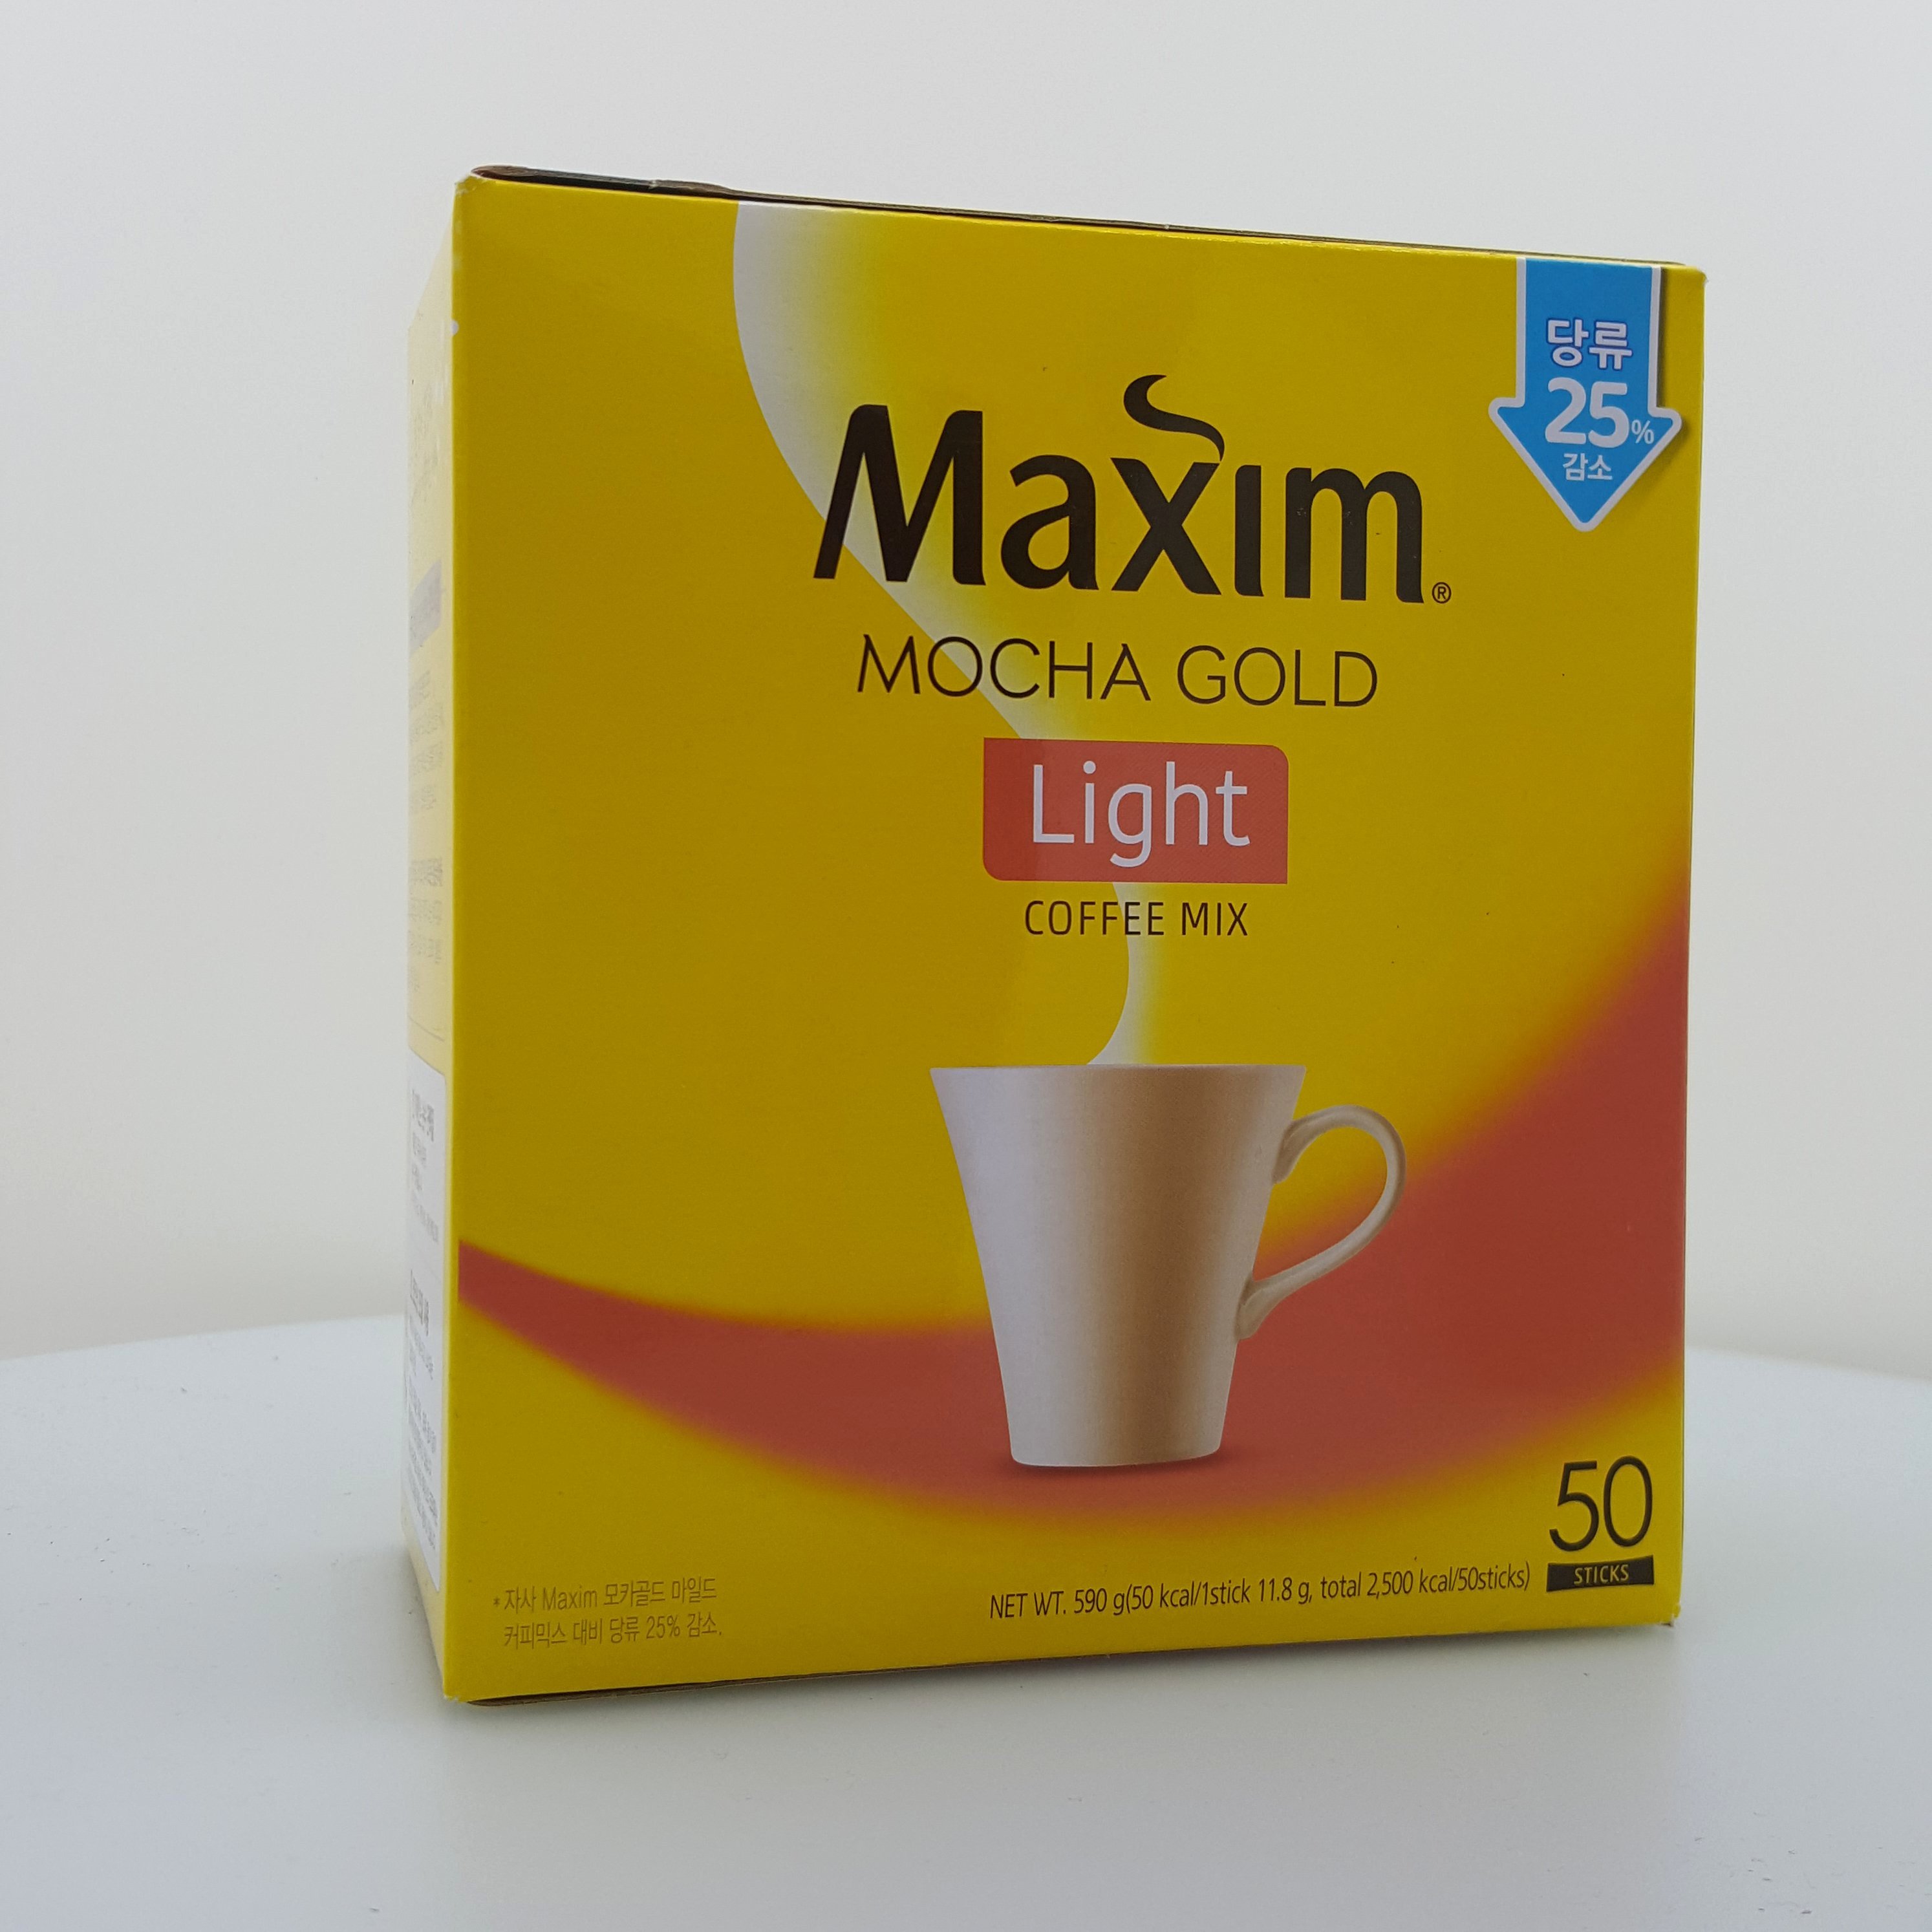 당류
25%
감소
Maxim®
MOCHA GOLD
Light
COFFEE MIX
50
STICKS
NET WT. 590 g(50 kcal/1stick 11.8 g, total 2,500 kcal/50sticks)
* 자사 Maxim 모카골드 마일드
커피믹스 대비 당류 25% 감소.